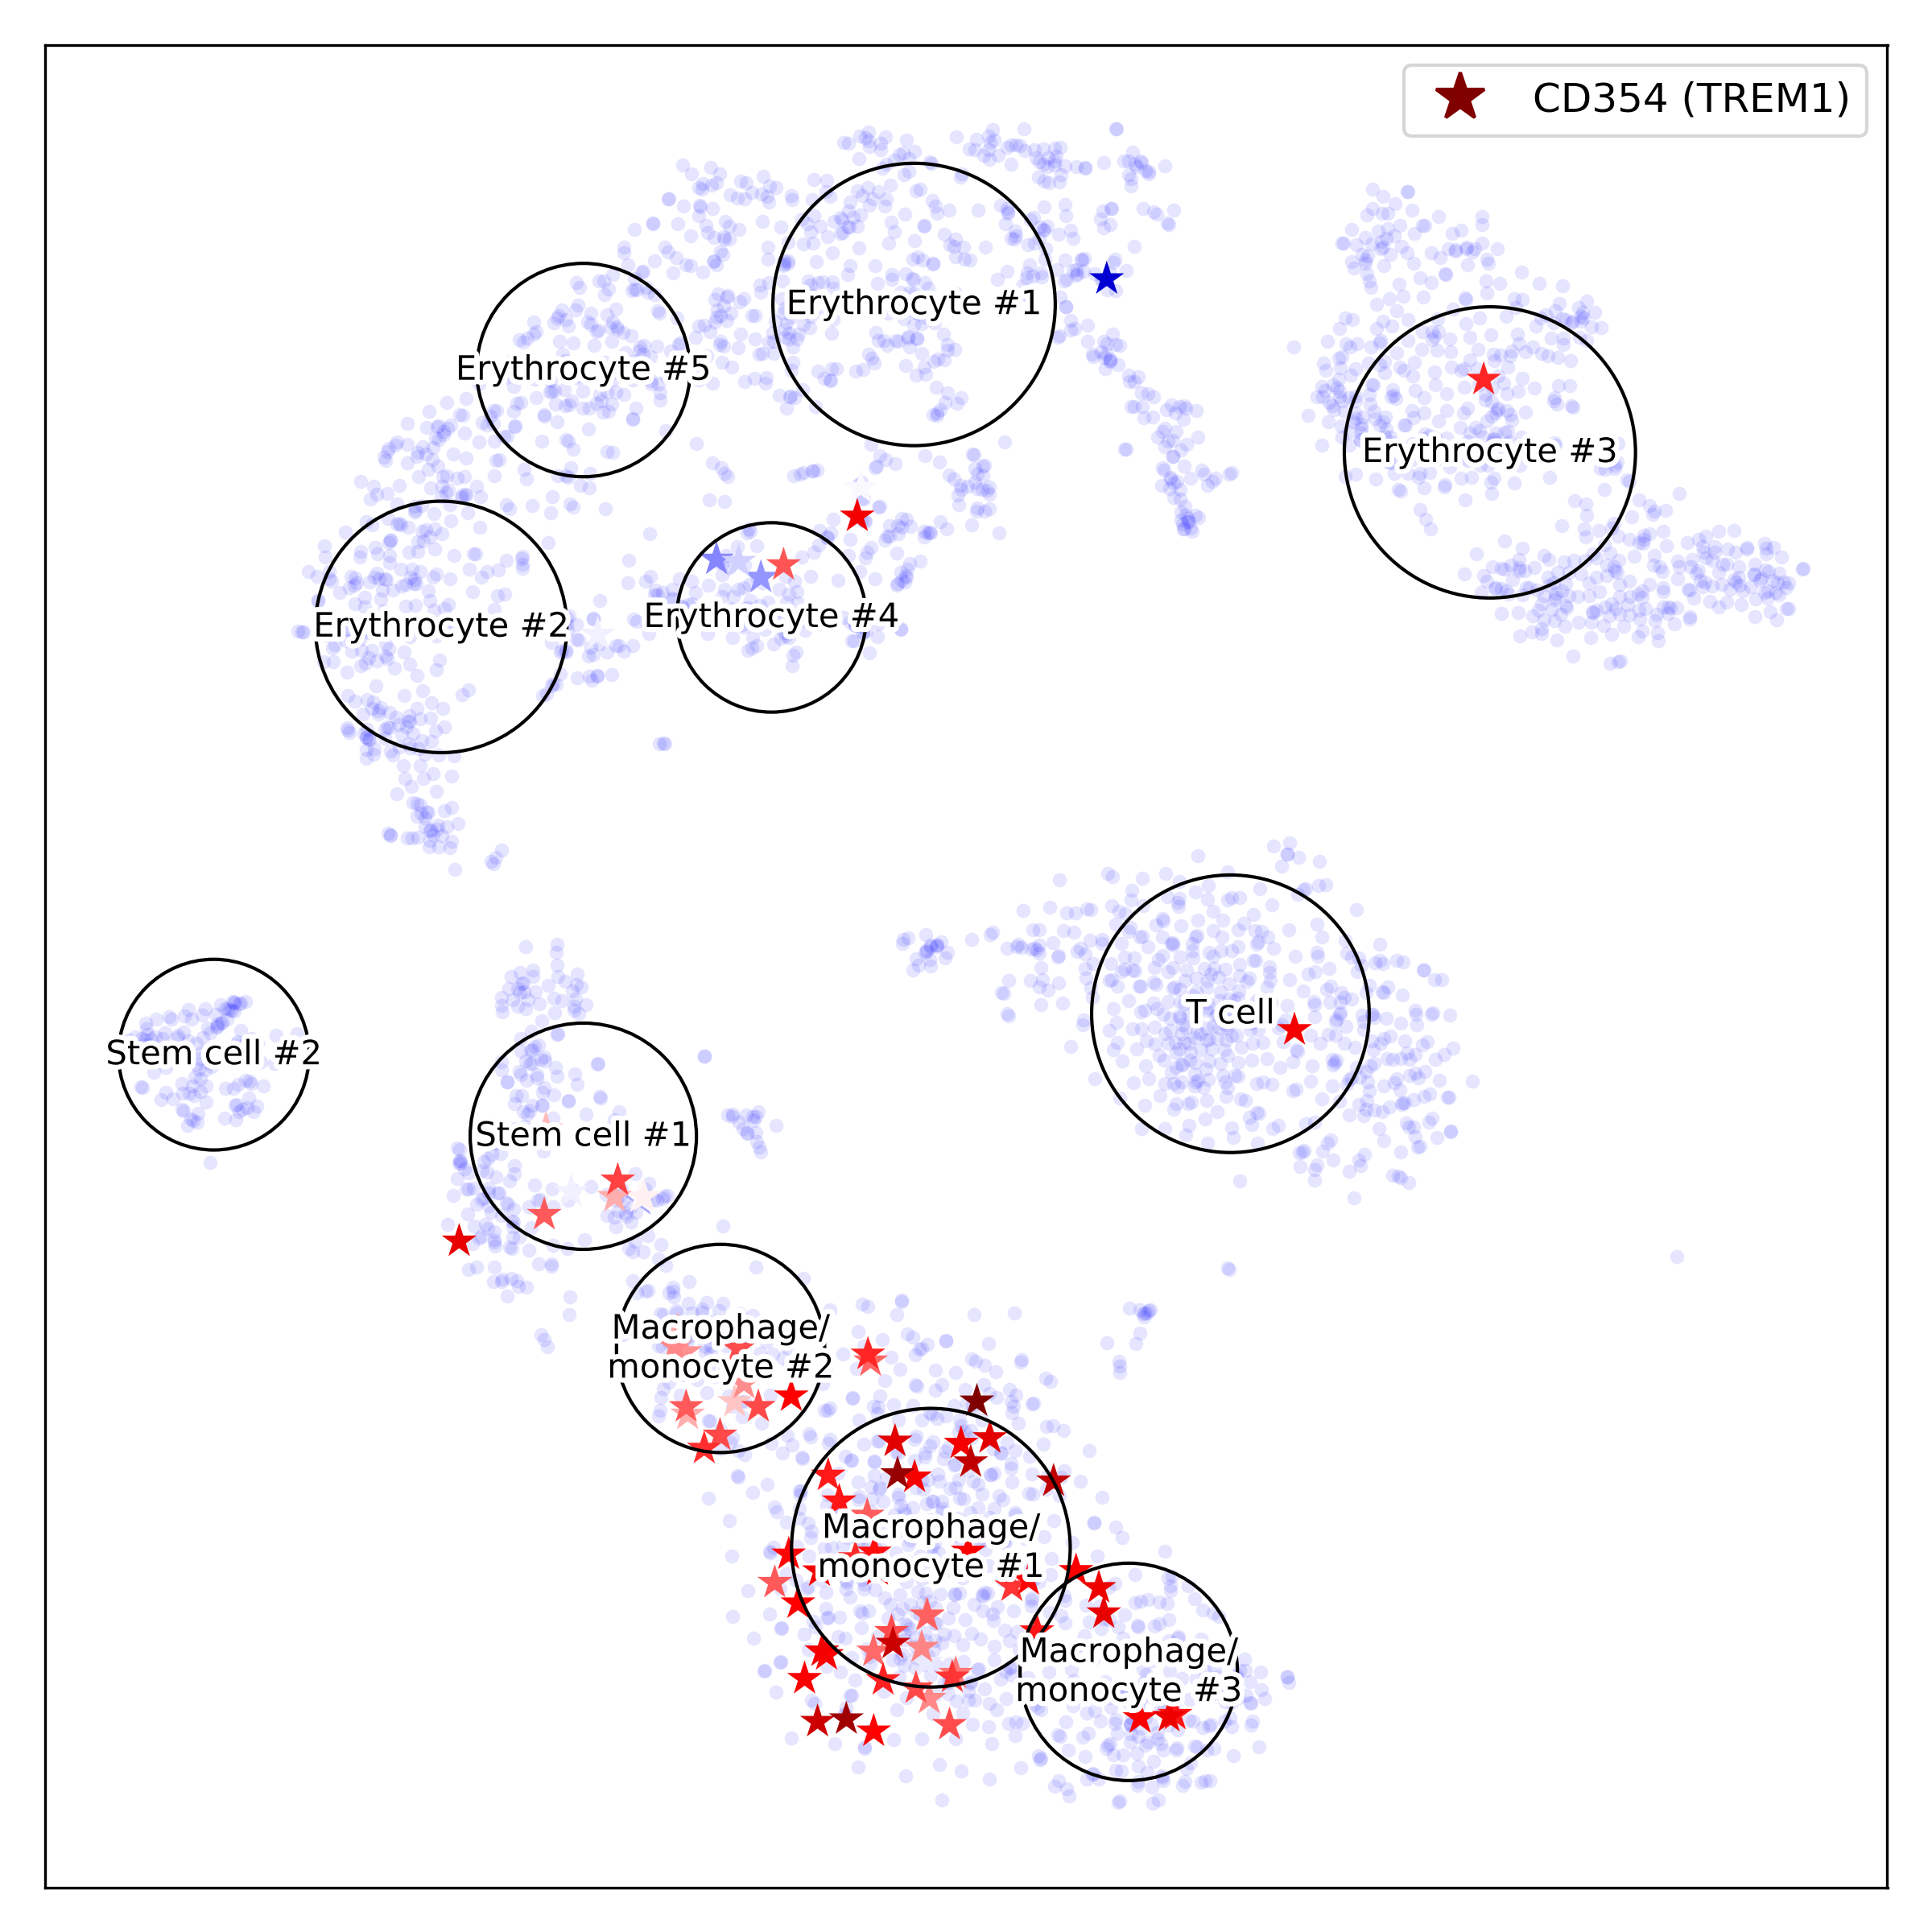 CD354 (TREM1)
Erythrocyte #1
Erythrocyte #5
Erythrocyte #3
Erythrocyte #4
Erythrocyte #2
T cell
Stem cell #2
Stem cell #1
Macrophage/
monocyte #2
Macrophage/
monocyte #1
Macrophage/
monocyte #3